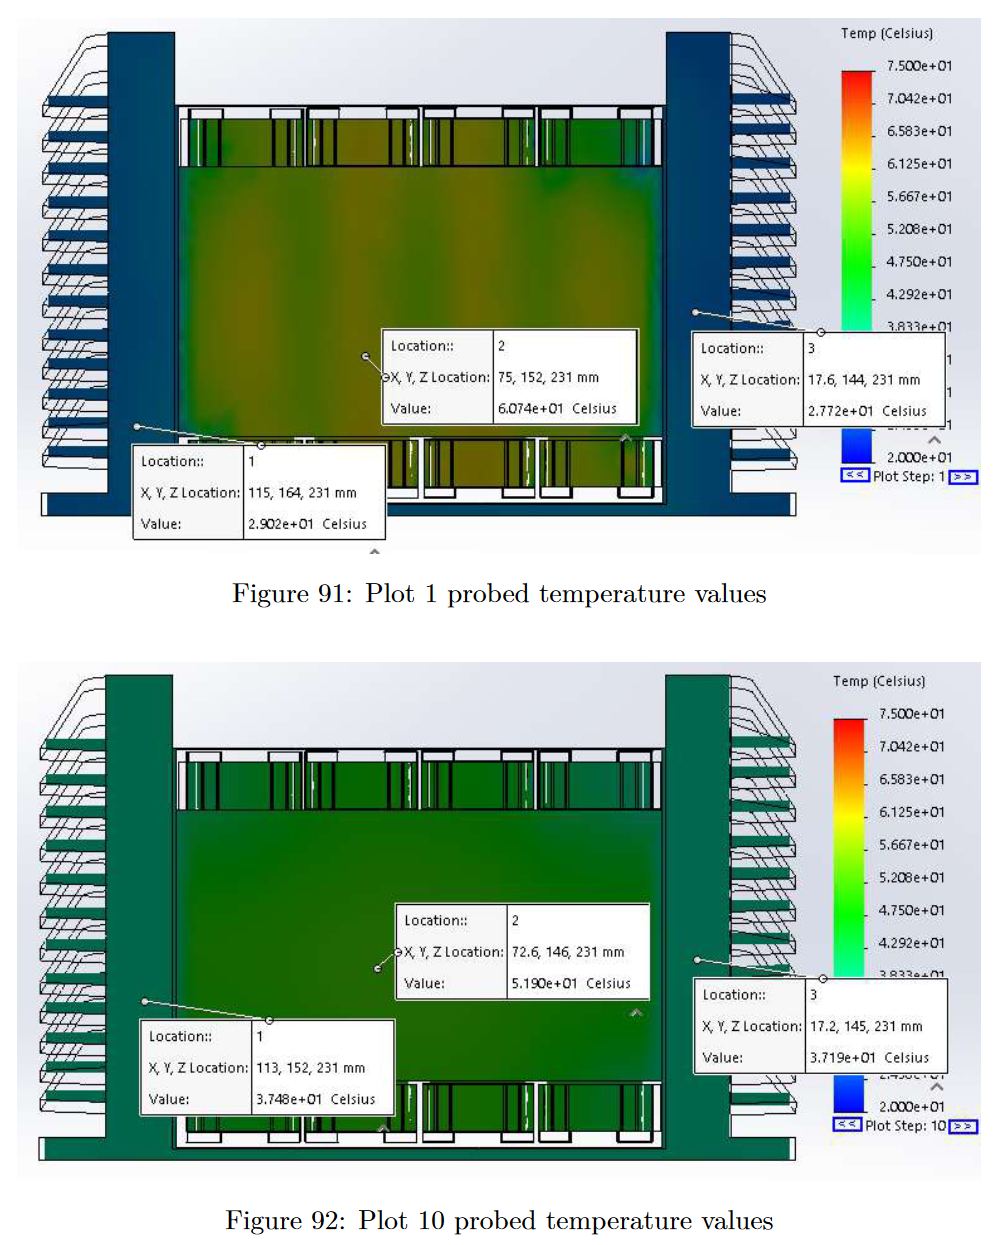 Temp (Celsius)
7.500e+01
7.042e+01
6.583e+01
6.125e+01
5.667e+01
5.208e+01
4.750e+01
4.292e+01
3.833e+01
2.000e+01
<< Plot Step: 1 >>
Location:: 2
X, Y, Z Location: 75, 152, 231 mm
Value: 6.074e+01 Celsius
Location:: 3
X, Y, Z Location: 17.6, 144, 231 mm
Value: 2.772e+01 Celsius
Location:: 1
X, Y, Z Location: 115, 164, 231 mm
Value: 2.902e+01 Celsius
Figure 91: Plot 1 probed temperature values
Temp (Celsius)
7.500e+01
7.042e+01
6.583e+01
6.125e+01
5.667e+01
5.208e+01
4.750e+01
4.292e+01
3.833e+01
2.000e+01
<< Plot Step: 10 >>
Location:: 2
X, Y, Z Location: 72.6, 146, 231 mm
Value: 5.190e+01 Celsius
Location:: 3
X, Y, Z Location: 17.2, 145, 231 mm
Value: 3.719e+01 Celsius
Location:: 1
X, Y, Z Location: 113, 152, 231 mm
Value: 3.748e+01 Celsius
Figure 92: Plot 10 probed temperature values